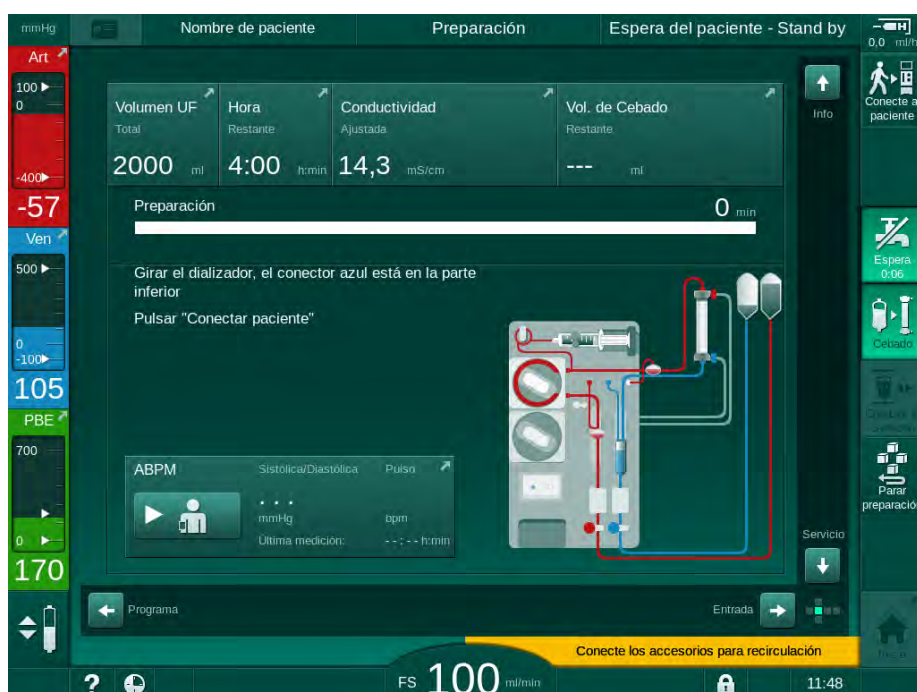 mmHg
Nombre de paciente
Preparación
Espera del paciente - Stand by
0,0 ml/h
Art
100
0
-400
-57
Ven
500
0
-100
105
PBE
700
0
170
Volumen UF
Total
2000 ml
Hora
Restante
4:00 h:min
Conductividad
Ajustada
14,3 mS/cm
Vol. de Cebado
Restante
--- ml
Preparación
0 min
Girar el dializador, el conector azul está en la parte
inferior
Pulsar "Conectar paciente"
ABPM
Sistólica/Diastólica
Pulso
. . .
mmHg
bpm
Última medición:
--:-- h:min
Info
Servicio
Programa
Entrada
Conecte a
paciente
Espera
0:06
Cebado
Parar
preparación
Conecte los accesorios para recirculación
?
FS 100 ml/min
11:48